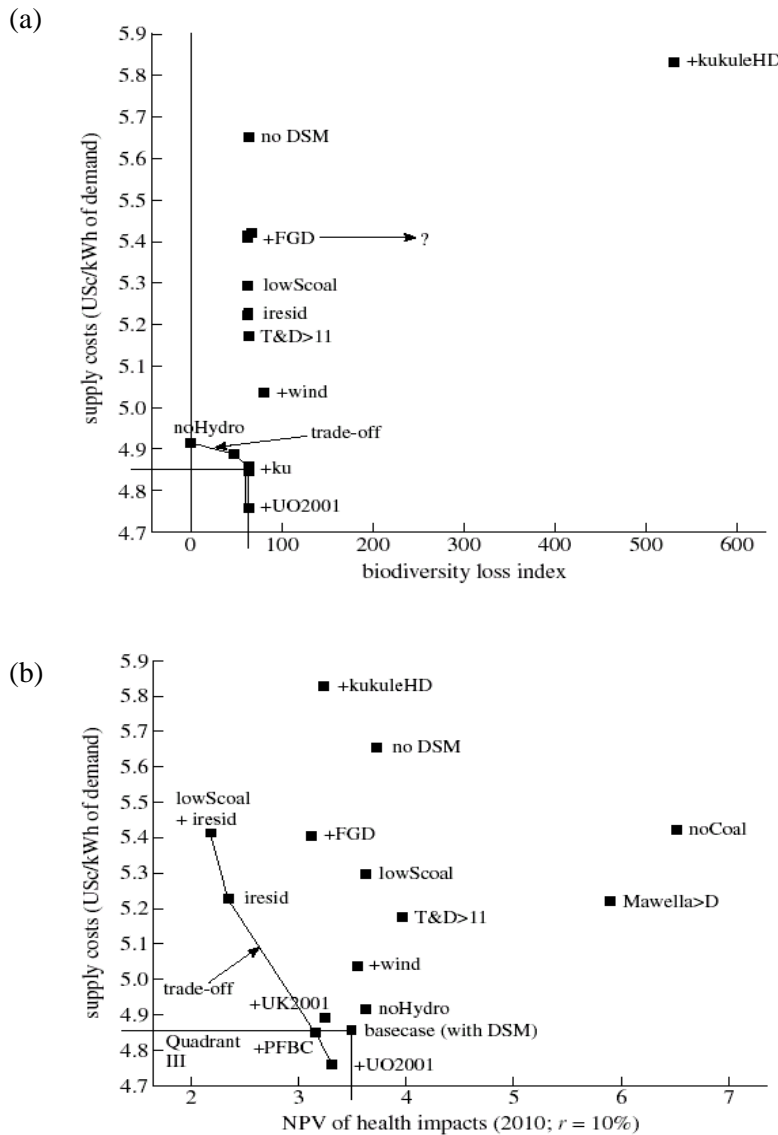 (a)
5.9
5.8
5.7
5.6
5.5
5.4
5.3
5.2
5.1
5.0
4.9
4.8
4.7
supply costs (USc/kWh of demand)
+kukuleHD
no DSM
+FGD
?
lowScoal
iresid
T&D>11
+wind
noHydro
trade-off
+ku
+UO2001
0 100 200 300 400 500 600
biodiversity loss index
(b)
5.9
5.8
5.7
5.6
5.5
5.4
5.3
5.2
5.1
5.0
4.9
4.8
4.7
supply costs (USc/kWh of demand)
+kukuleHD
no DSM
lowScoal
+ iresid
+FGD
noCoal
lowScoal
iresid
Mawella>D
T&D>11
+wind
trade-off
+UK2001
noHydro
basecase (with DSM)
Quadrant
III
+PFBC
+UO2001
2 3 4 5 6 7
NPV of health impacts (2010; r = 10%)